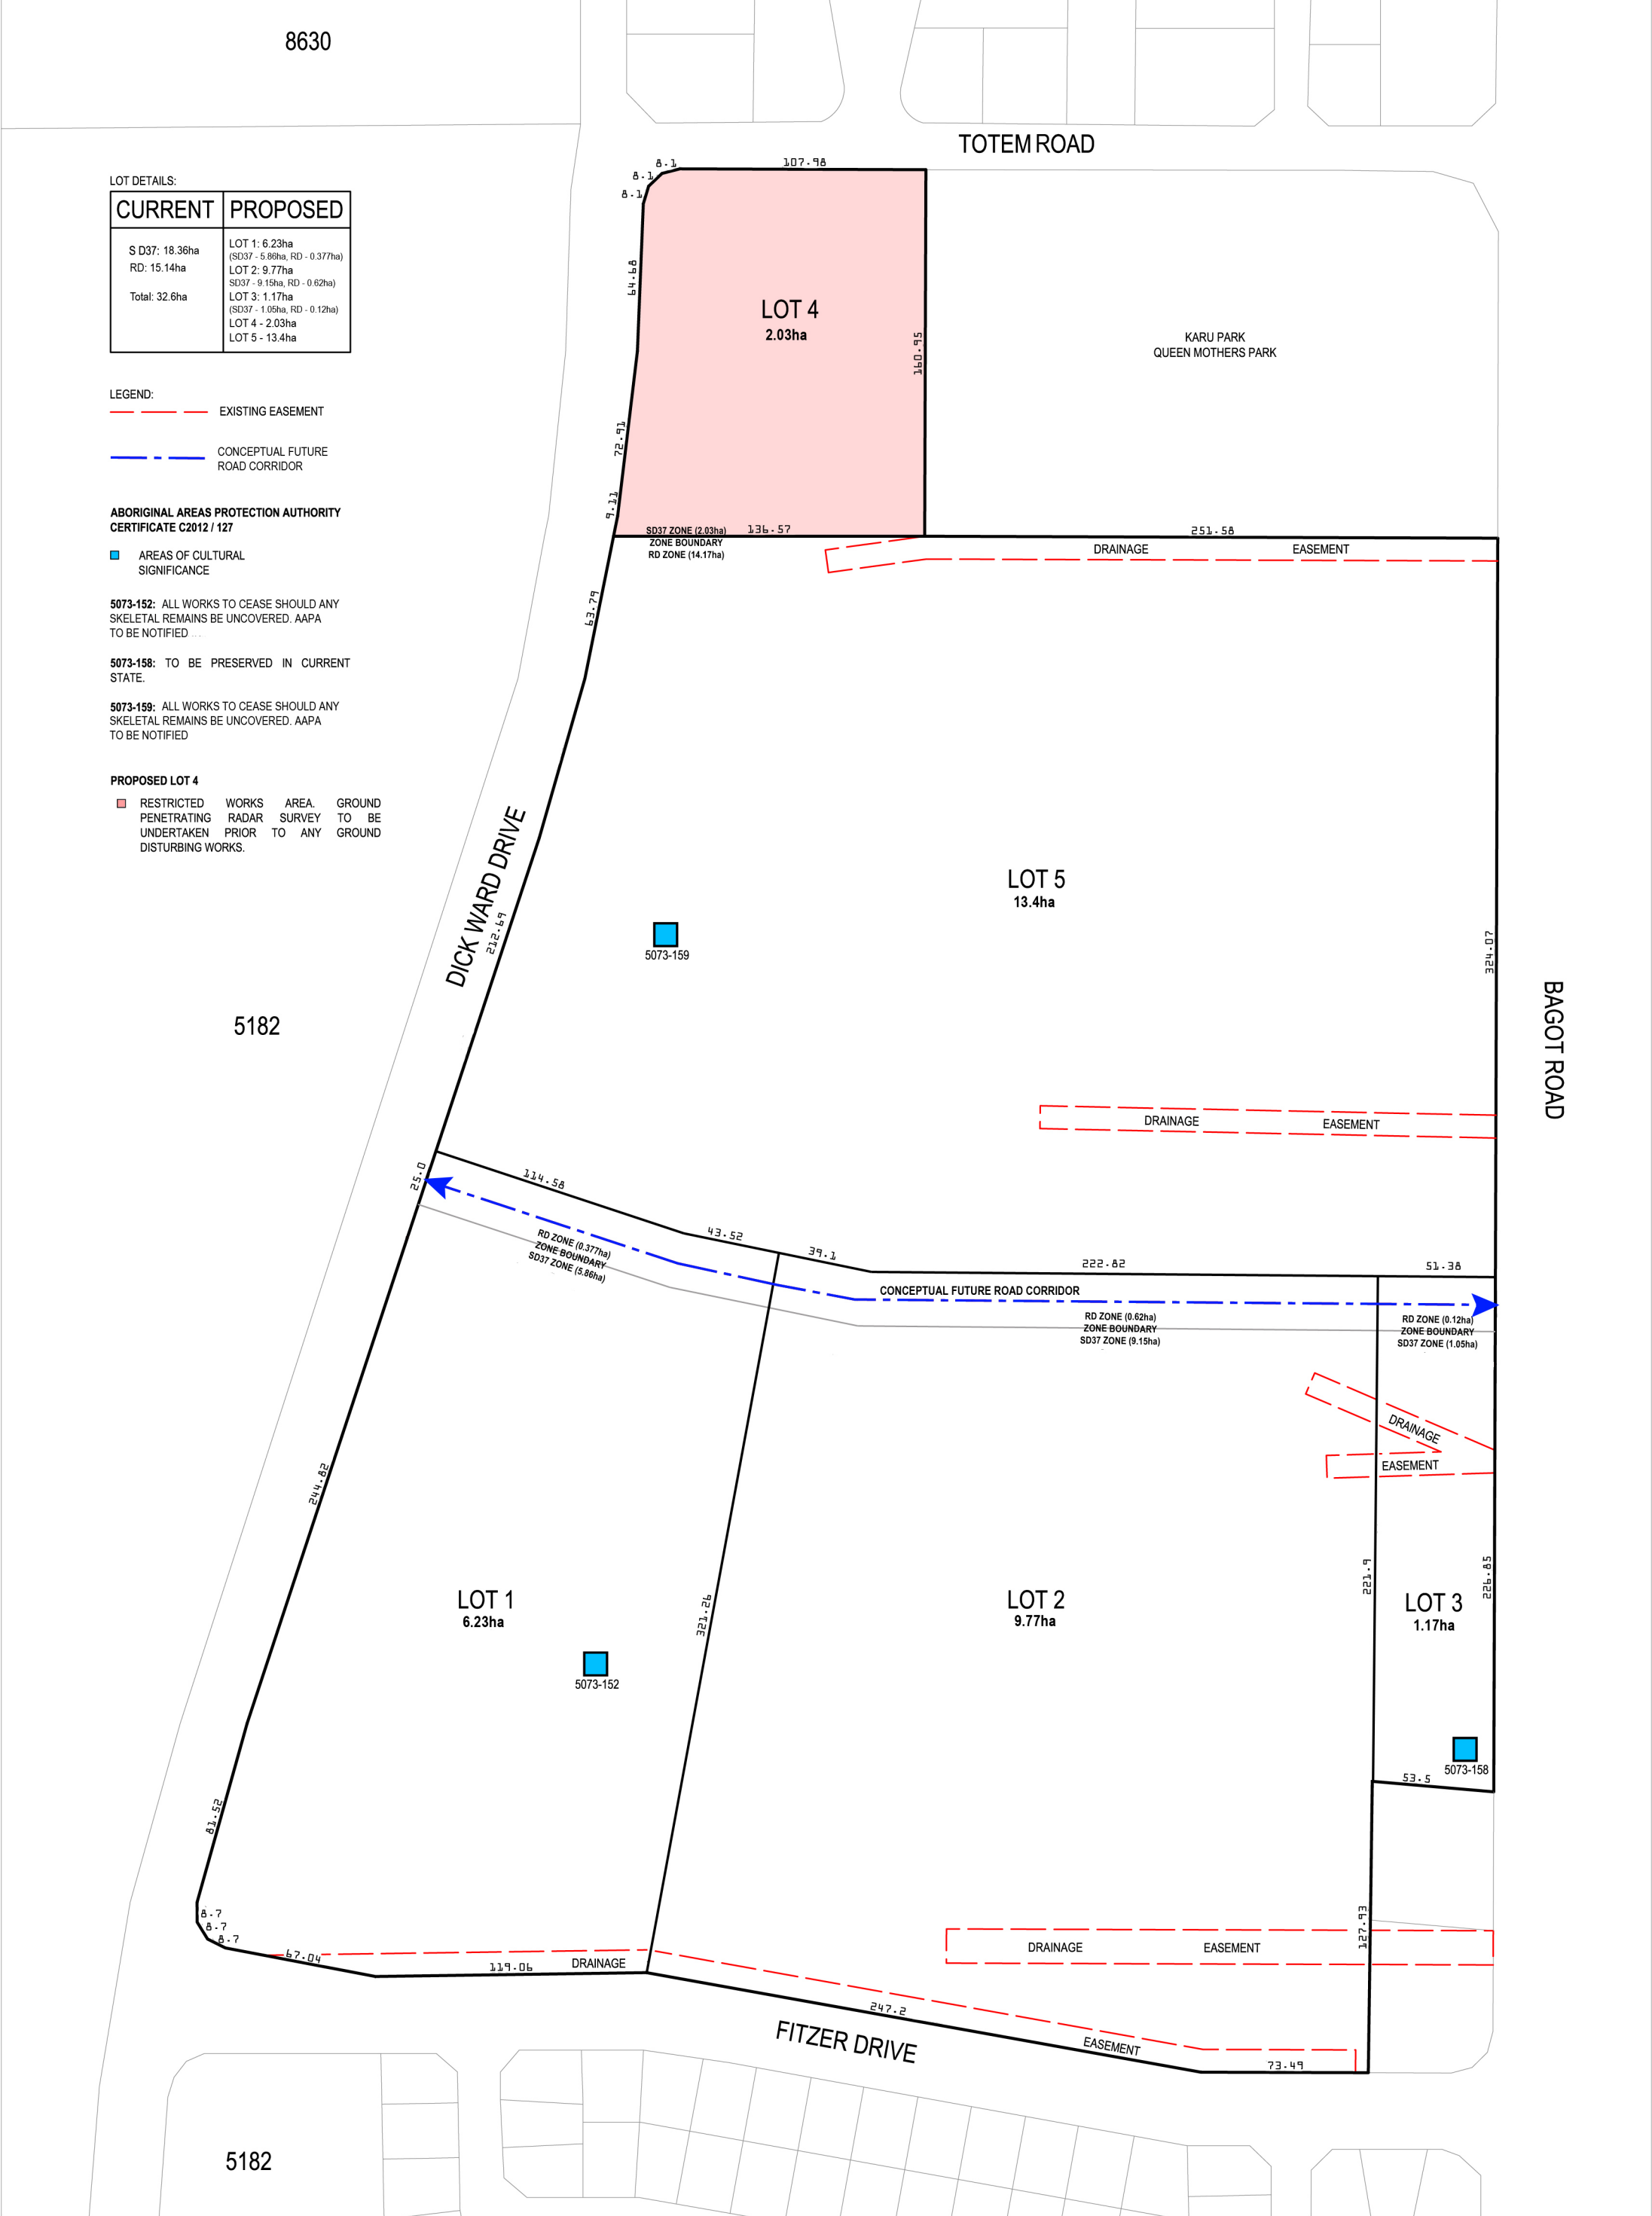 8630
TOTEM ROAD
LOT DETAILS:
CURRENT PROPOSED
S D37: 18.36ha
RD: 15.14ha
Total: 32.6ha
LOT 1: 6.23ha
(SD37 - 5.86ha, RD - 0.377ha)
LOT 2: 9.77ha
SD37 - 9.15ha, RD - 0.62ha)
LOT 3: 1.17ha
(SD37 - 1.05ha, RD - 0.12ha)
LOT 4 - 2.03ha
LOT 5 - 13.4ha
LEGEND:
EXISTING EASEMENT
CONCEPTUAL FUTURE
ROAD CORRIDOR
ABORIGINAL AREAS PROTECTION AUTHORITY
CERTIFICATE C2012 / 127
AREAS OF CULTURAL
SIGNIFICANCE
5073-152: ALL WORKS TO CEASE SHOULD ANY
SKELETAL REMAINS BE UNCOVERED. AAPA
TO BE NOTIFIED
5073-158: TO BE PRESERVED IN CURRENT
STATE.
5073-159: ALL WORKS TO CEASE SHOULD ANY
SKELETAL REMAINS BE UNCOVERED. AAPA
TO BE NOTIFIED
PROPOSED LOT 4
RESTRICTED WORKS AREA. GROUND
PENETRATING RADAR SURVEY TO BE
UNDERTAKEN PRIOR TO ANY GROUND
DISTURBING WORKS.
8.1
8.1
8.1
107.98
64.68
LOT 4
2.03ha
160.95
KARU PARK
QUEEN MOTHERS PARK
72.91
9.11
136.57
251.58
SD37 ZONE (2.03ha)
ZONE BOUNDARY
RD ZONE (14.17ha)
DRAINAGE EASEMENT
63.79
DICK WARD DRIVE
212.69
LOT 5
13.4ha
5073-159
324.07
BAGOT ROAD
5182
DRAINAGE EASEMENT
25.0
114.58
43.52
39.1
222.82
51.38
RD ZONE (0.377ha)
ZONE BOUNDARY
SD37 ZONE (5.86ha)
CONCEPTUAL FUTURE ROAD CORRIDOR
RD ZONE (0.62ha)
ZONE BOUNDARY
SD37 ZONE (9.15ha)
RD ZONE (0.12ha)
ZONE BOUNDARY
SD37 ZONE (1.05ha)
DRAINAGE
EASEMENT
244.82
LOT 1
6.23ha
5073-152
321.26
LOT 2
9.77ha
221.9
LOT 3
1.17ha
226.85
5073-158
53.5
81.52
8.7
8.7
8.7
67.04
119.06
DRAINAGE
DRAINAGE EASEMENT
127.93
247.2
EASEMENT
73.49
FITZER DRIVE
5182